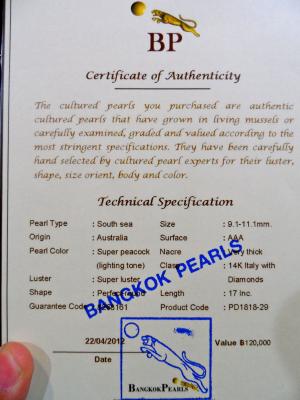 BP
Certificate of Authenticity
The cultured pearls you purchased are authentic
cultured pearls that have grown in living mussels or
carefully examined, graded and valued according to the
most stringent specifications. They have been carefully
hand selected by cultured pearl experts for their luster,
shape, size orient, body and color.
Technical Specification
Pearl Type : South sea Size : 9.1-11.1mm.
Origin : Australia Surface : AAA
Pearl Color : Super peacock Nacre : Very thick
(lighting tone) Clasp : 14K Italy with
Luster : Super luster Diamonds
Shape : Perfect round Length : 17 Inc.
Guarantee Code : Product Code : PD1818-29
BANGKOK PEARLS
22/04/2012 Value ฿120,000
Date
BANGKOKPEARLS